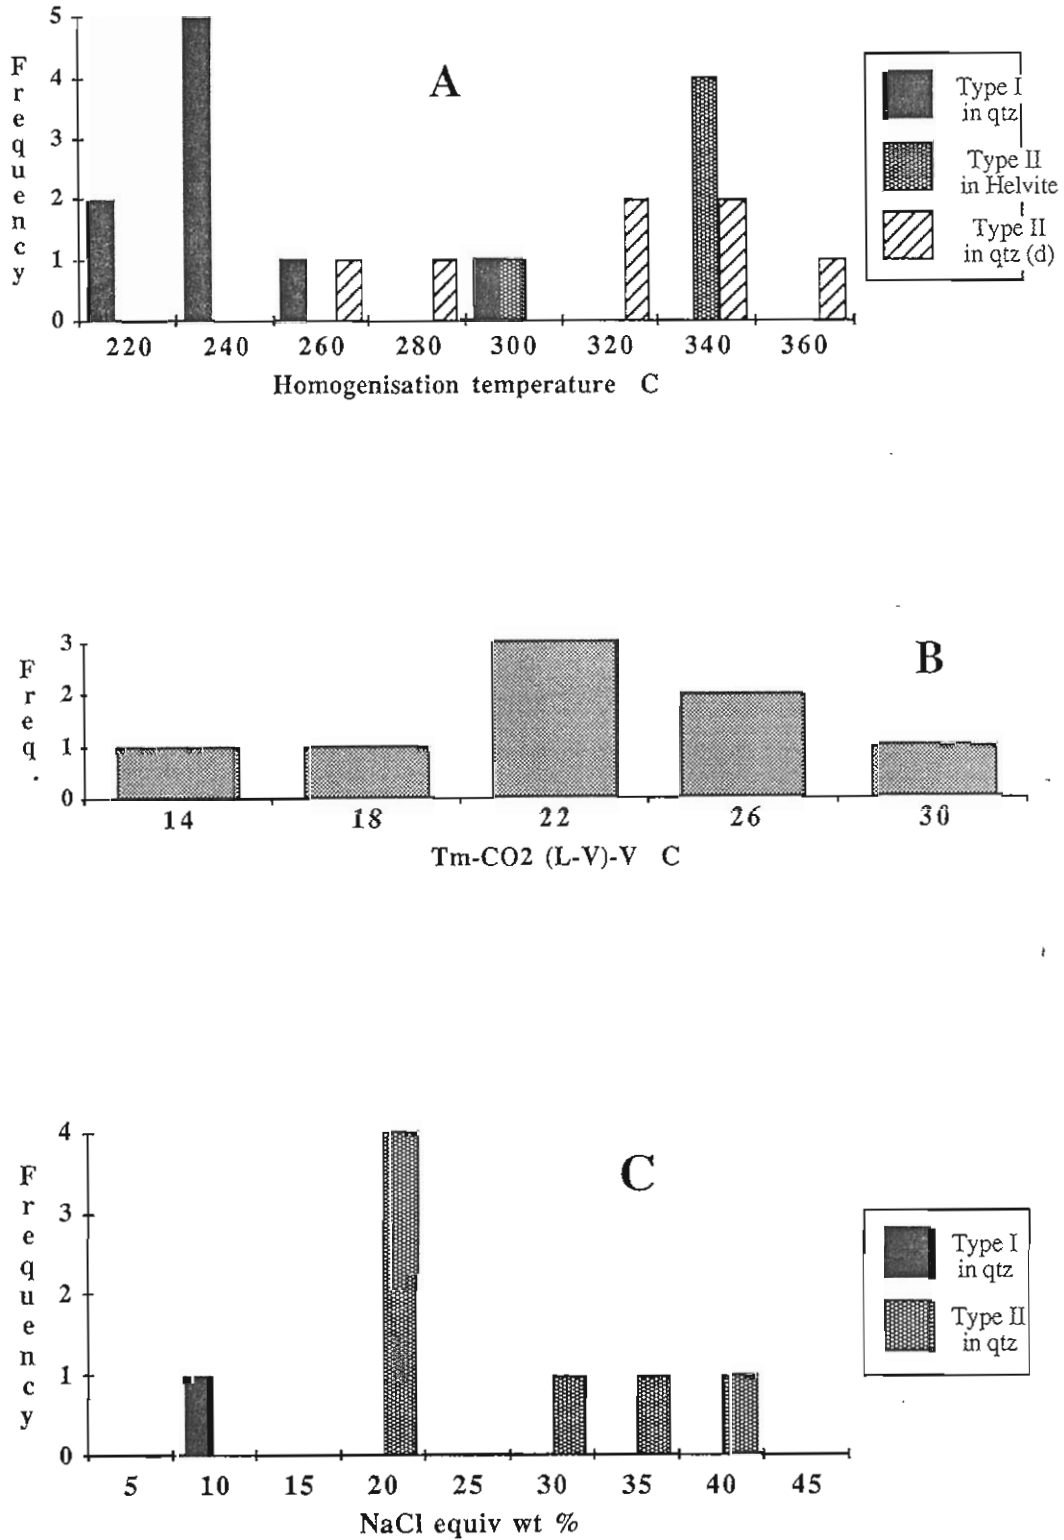 Frequency
5
4
3
2
1
0
A
Type I
in qtz
Type II
in Helvite
Type II
in qtz (d)
220 240 260 280 300 320 340 360
Homogenisation temperature C
Freq.
3
2
1
0
B
14 18 22 26 30
Tm-CO2 (L-V)-V C
Frequency
4
3
2
1
0
C
Type I
in qtz
Type II
in qtz
5 10 15 20 25 30 35 40 45
NaCl equiv wt %